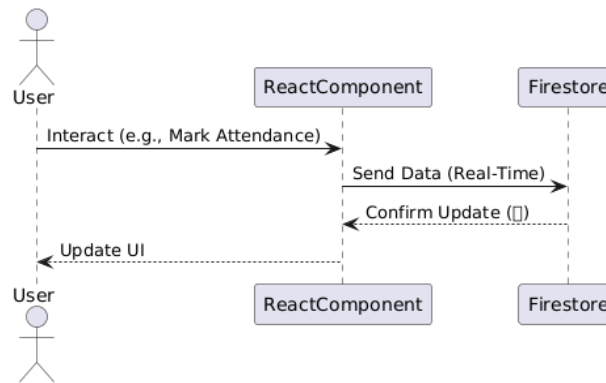 User
ReactComponent
Firestore
Interact (e.g., Mark Attendance)
Send Data (Real-Time)
Confirm Update (▯)
Update UI
User
ReactComponent
Firestore